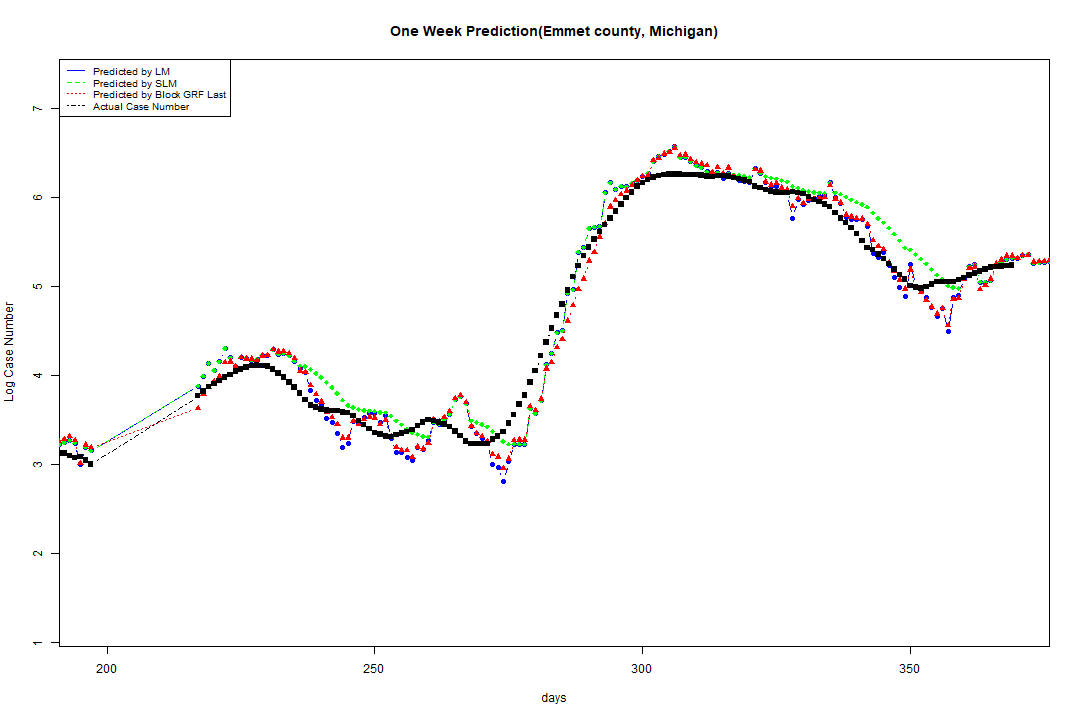 One Week Prediction(Emmet county, Michigan)
Predicted by LM
Predicted by SLM
Predicted by Block GRF Last
Actual Case Number
7
6
5
4
3
2
1
Log Case Number
200 250 300 350
days